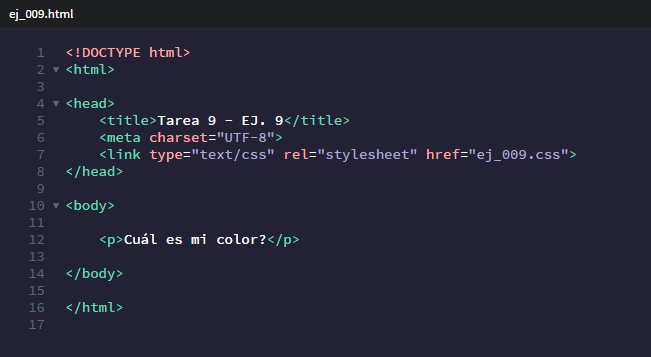 ej_009.html
1 <!DOCTYPE html>
2 <html>
3
4 <head>
5 <title>Tarea 9 - EJ. 9</title>
6 <meta charset="UTF-8">
7 <link type="text/css" rel="stylesheet" href="ej_009.css">
8 </head>
9
10 <body>
11
12 <p>Cuál es mi color?</p>
13
14 </body>
15
16 </html>
17